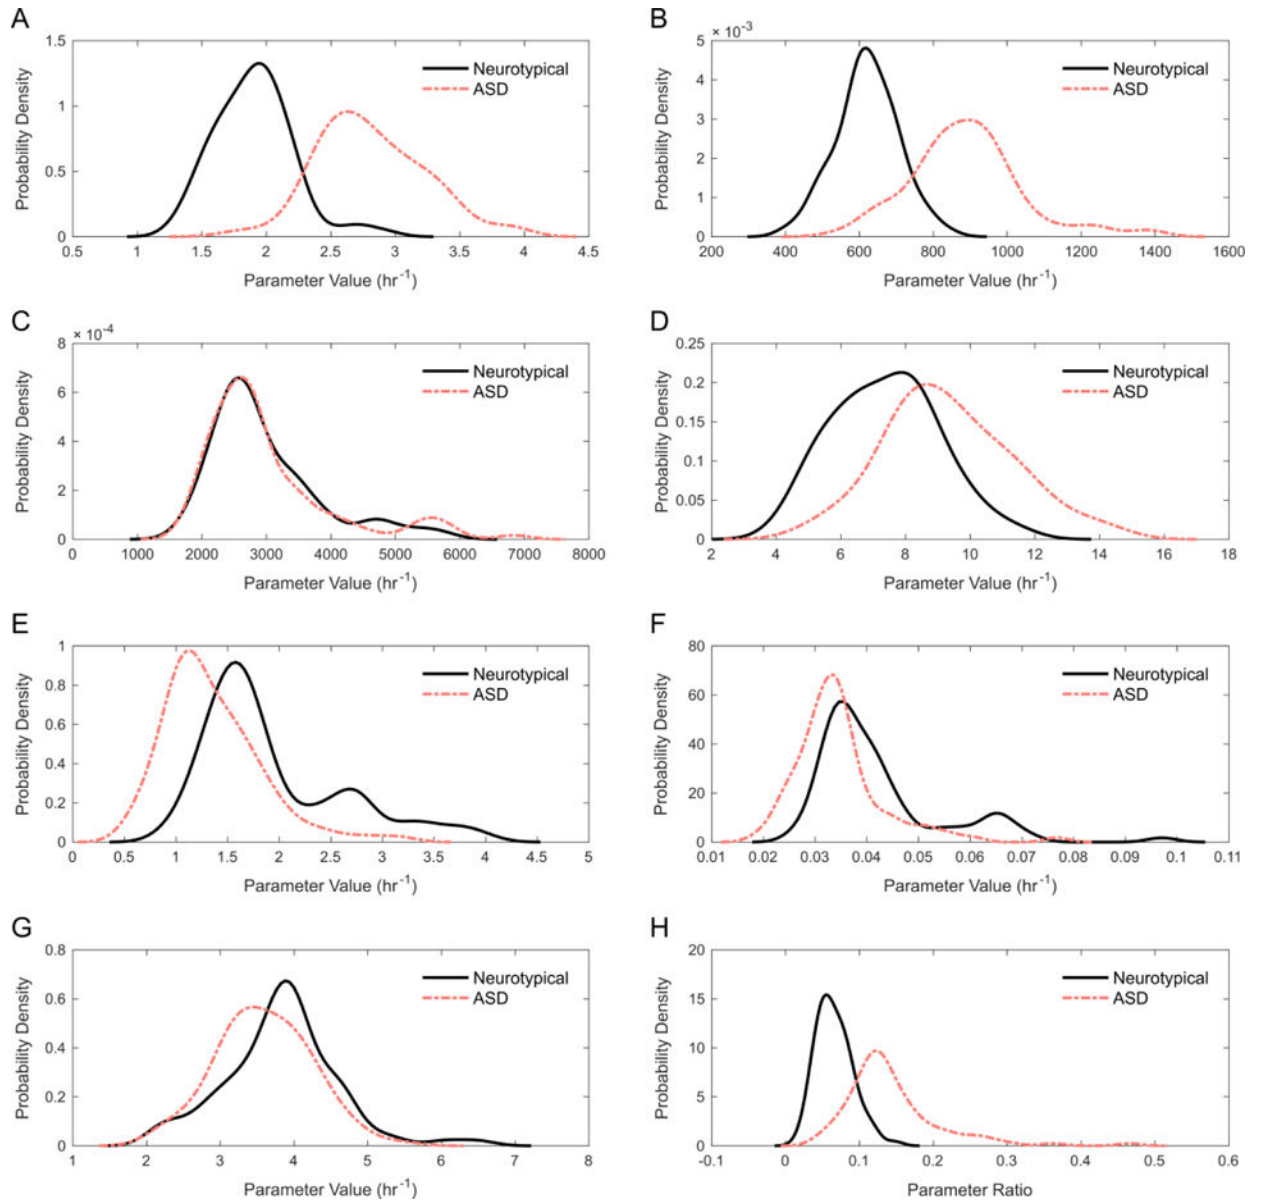 A
1.5
1
0.5
0
0.5 1 1.5 2 2.5 3 3.5 4 4.5
Probability Density
Parameter Value (hr-1)
Neurotypical
ASD
B
× 10-3
5
4
3
2
1
0
200 400 600 800 1000 1200 1400 1600
Probability Density
Parameter Value (hr-1)
Neurotypical
ASD
C
× 10-4
8
6
4
2
0
0 1000 2000 3000 4000 5000 6000 7000 8000
Probability Density
Parameter Value (hr-1)
Neurotypical
ASD
D
0.25
0.2
0.15
0.1
0.05
0
2 4 6 8 10 12 14 16 18
Probability Density
Parameter Value (hr-1)
Neurotypical
ASD
E
1
0.8
0.6
0.4
0.2
0
0 0.5 1 1.5 2 2.5 3 3.5 4 4.5 5
Probability Density
Parameter Value (hr-1)
Neurotypical
ASD
F
80
60
40
20
0
0.01 0.02 0.03 0.04 0.05 0.06 0.07 0.08 0.09 0.1 0.11
Probability Density
Parameter Value (hr-1)
Neurotypical
ASD
G
0.8
0.6
0.4
0.2
0
1 2 3 4 5 6 7 8
Probability Density
Parameter Value (hr-1)
Neurotypical
ASD
H
20
15
10
5
0
-0.1 0 0.1 0.2 0.3 0.4 0.5 0.6
Probability Density
Parameter Ratio
Neurotypical
ASD